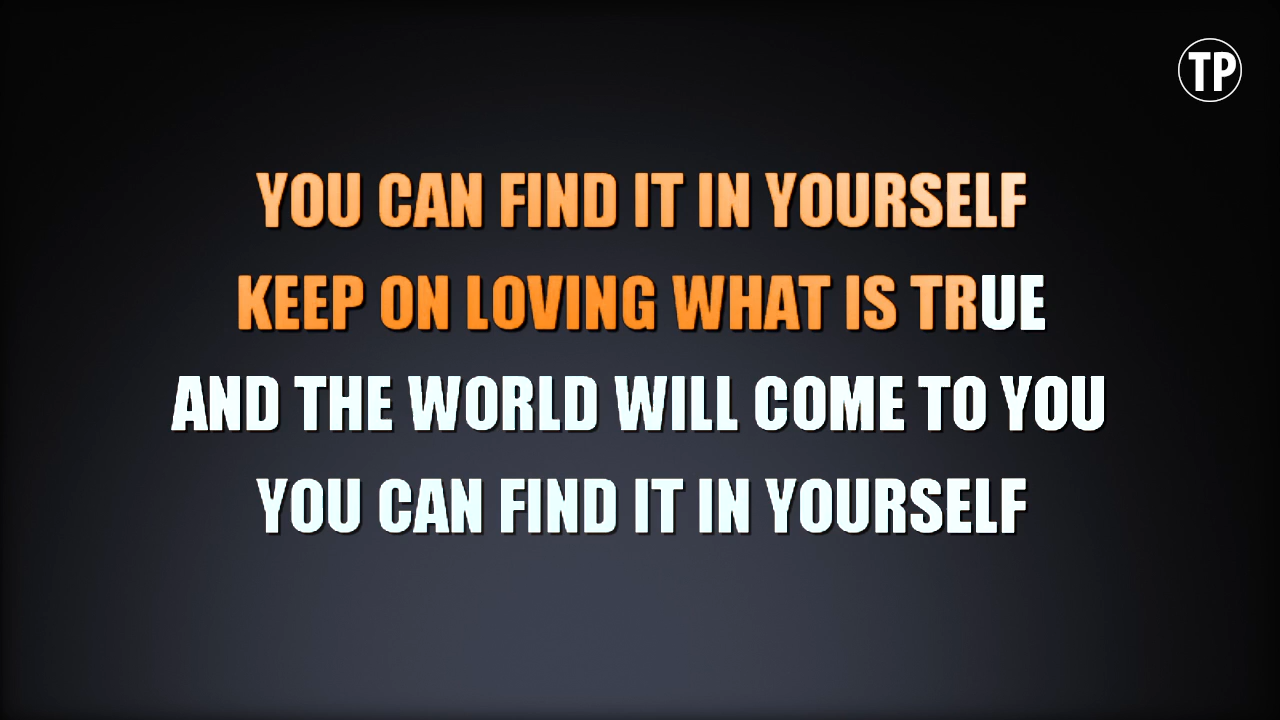 TP
YOU CAN FIND IT IN YOURSELF
KEEP ON LOVING WHAT IS TRUE
AND THE WORLD WILL COME TO YOU
YOU CAN FIND IT IN YOURSELF